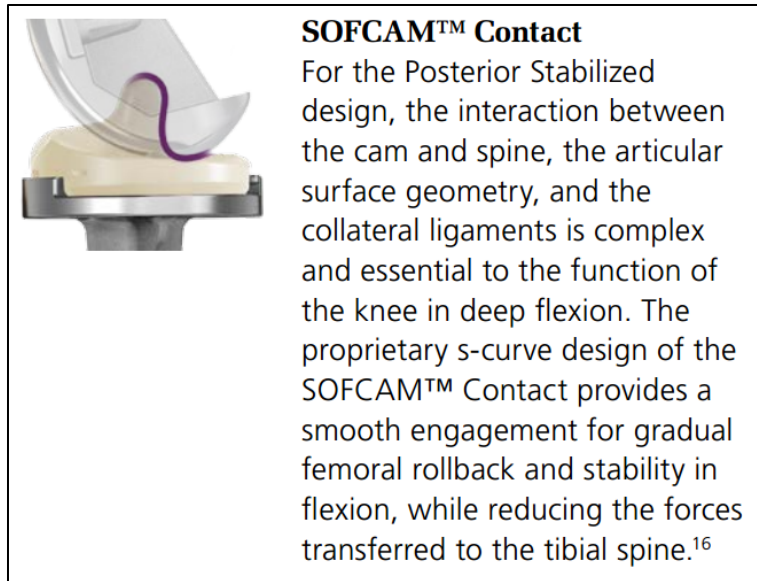 SOFCAM™ Contact
For the Posterior Stabilized
design, the interaction between
the cam and spine, the articular
surface geometry, and the
collateral ligaments is complex
and essential to the function of
the knee in deep flexion. The
proprietary s-curve design of the
SOFCAM™ Contact provides a
smooth engagement for gradual
femoral rollback and stability in
flexion, while reducing the forces
transferred to the tibial spine.¹⁶